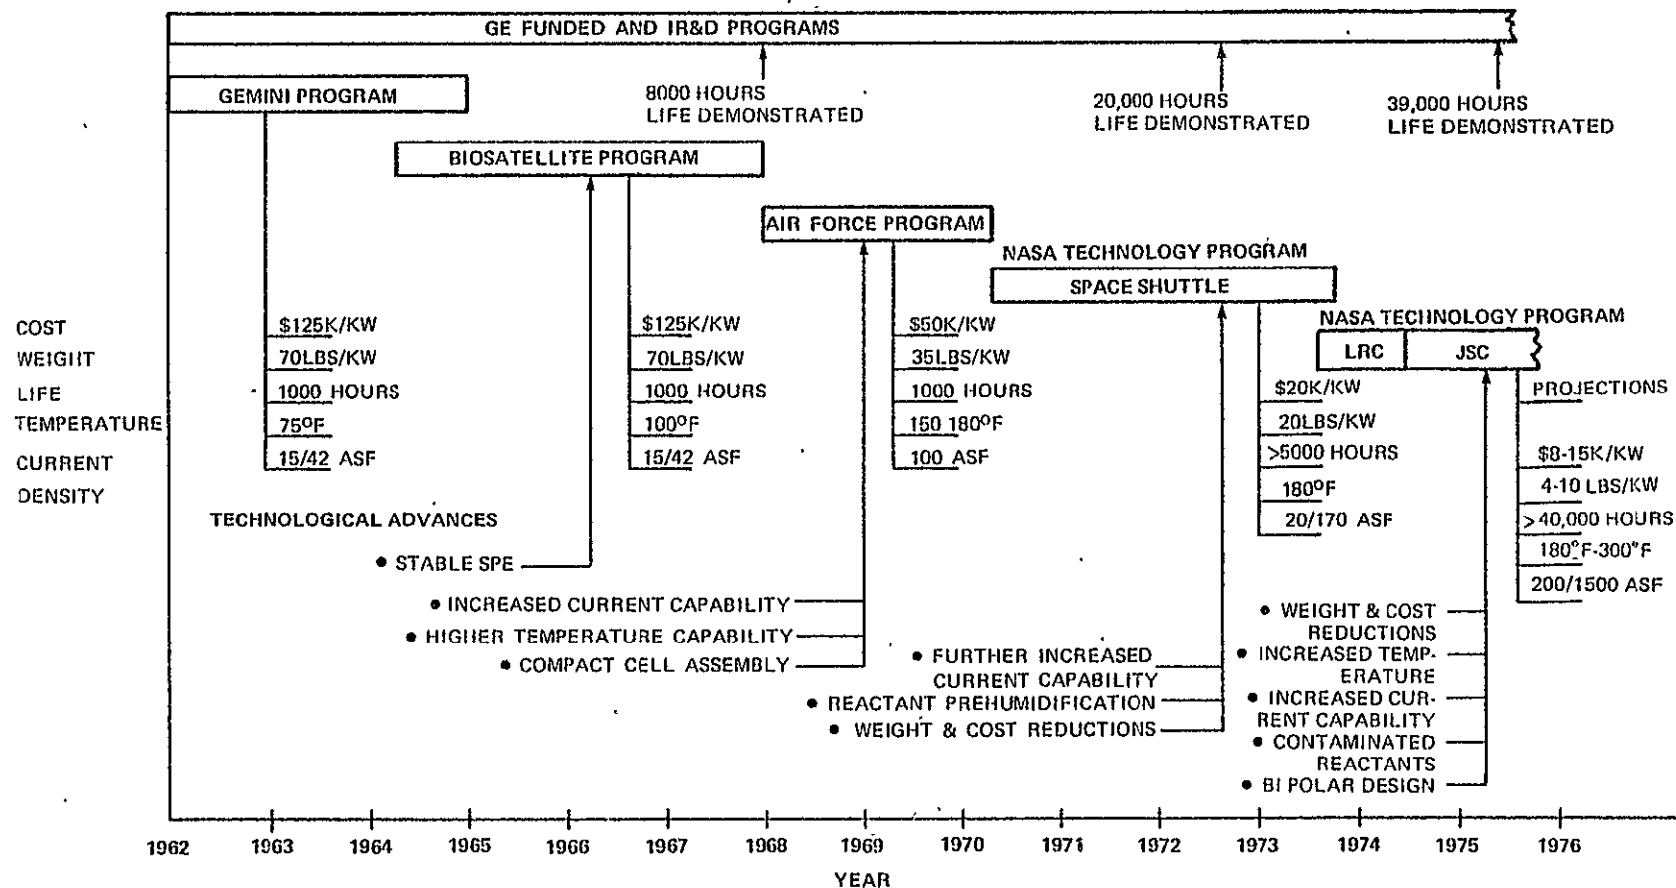 GE FUNDED AND IR&D PROGRAMS
GEMINI PROGRAM
8000 HOURS
LIFE DEMONSTRATED
20,000 HOURS
LIFE DEMONSTRATED
39,000 HOURS
LIFE DEMONSTRATED
BIOSATELLITE PROGRAM
AIR FORCE PROGRAM
NASA TECHNOLOGY PROGRAM
SPACE SHUTTLE
NASA TECHNOLOGY PROGRAM
LRC
JSC
COST
WEIGHT
LIFE
TEMPERATURE
CURRENT
DENSITY
$125K/KW
70LBS/KW
1000 HOURS
75°F
15/42 ASF
$125K/KW
70LBS/KW
1000 HOURS
100°F
15/42 ASF
$50K/KW
35LBS/KW
1000 HOURS
150 180°F
100 ASF
$20K/KW
20LBS/KW
>5000 HOURS
180°F
20/170 ASF
PROJECTIONS
$8-15K/KW
4-10 LBS/KW
>40,000 HOURS
180°F-300°F
200/1500 ASF
TECHNOLOGICAL ADVANCES
• STABLE SPE
• INCREASED CURRENT CAPABILITY
• HIGHER TEMPERATURE CAPABILITY
• COMPACT CELL ASSEMBLY
• FURTHER INCREASED
CURRENT CAPABILITY
• REACTANT PREHUMIDIFICATION
• WEIGHT & COST REDUCTIONS
• WEIGHT & COST
REDUCTIONS
• INCREASED TEMP-
ERATURE
• INCREASED CUR-
RENT CAPABILITY
• CONTAMINATED
REACTANTS
• BI POLAR DESIGN
1962 1963 1964 1965 1966 1967 1968 1969 1970 1971 1972 1973 1974 1975 1976
YEAR